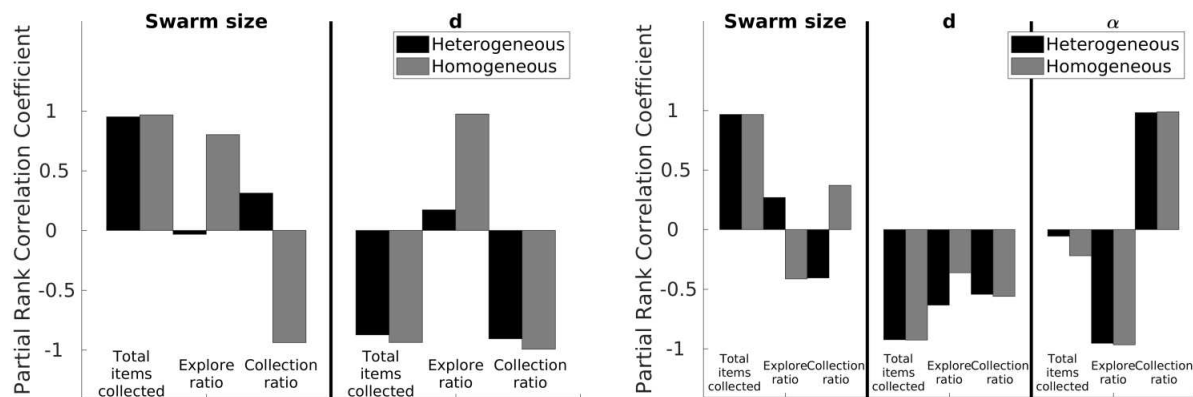 Swarm size
d
Heterogeneous
Homogeneous
Partial Rank Correlation Coefficient
1
0.5
0
-0.5
-1
Total
items
collected
Explore
ratio
Collection
ratio
Total
items
collected
Explore
ratio
Collection
ratio
Swarm size
d
α
Heterogeneous
Homogeneous
Partial Rank Correlation Coefficient
1
0.5
0
-0.5
-1
Total
items
collected
Explore
ratio
Collection
ratio
Total
items
collected
Explore
ratio
Collection
ratio
Total
items
collected
Explore
ratio
Collection
ratio